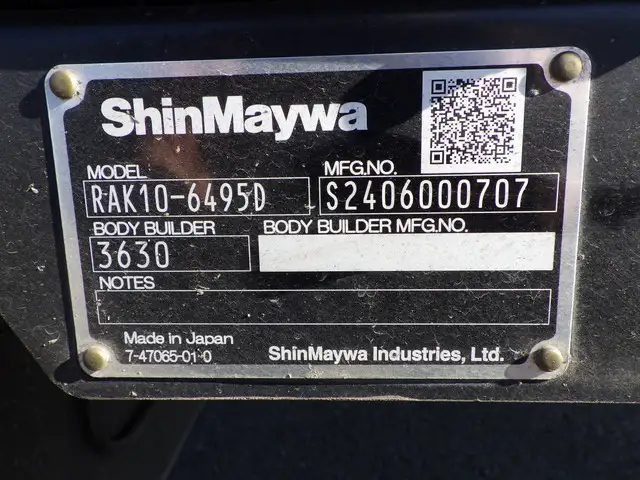 ShinMaywa
MODEL MFG.NO.
RAK10-6495D S2406000707
BODY BUILDER BODY BUILDER MFG.NO.
3630
NOTES
Made in Japan
7-47065-01-0 ShinMaywa Industries, Ltd.